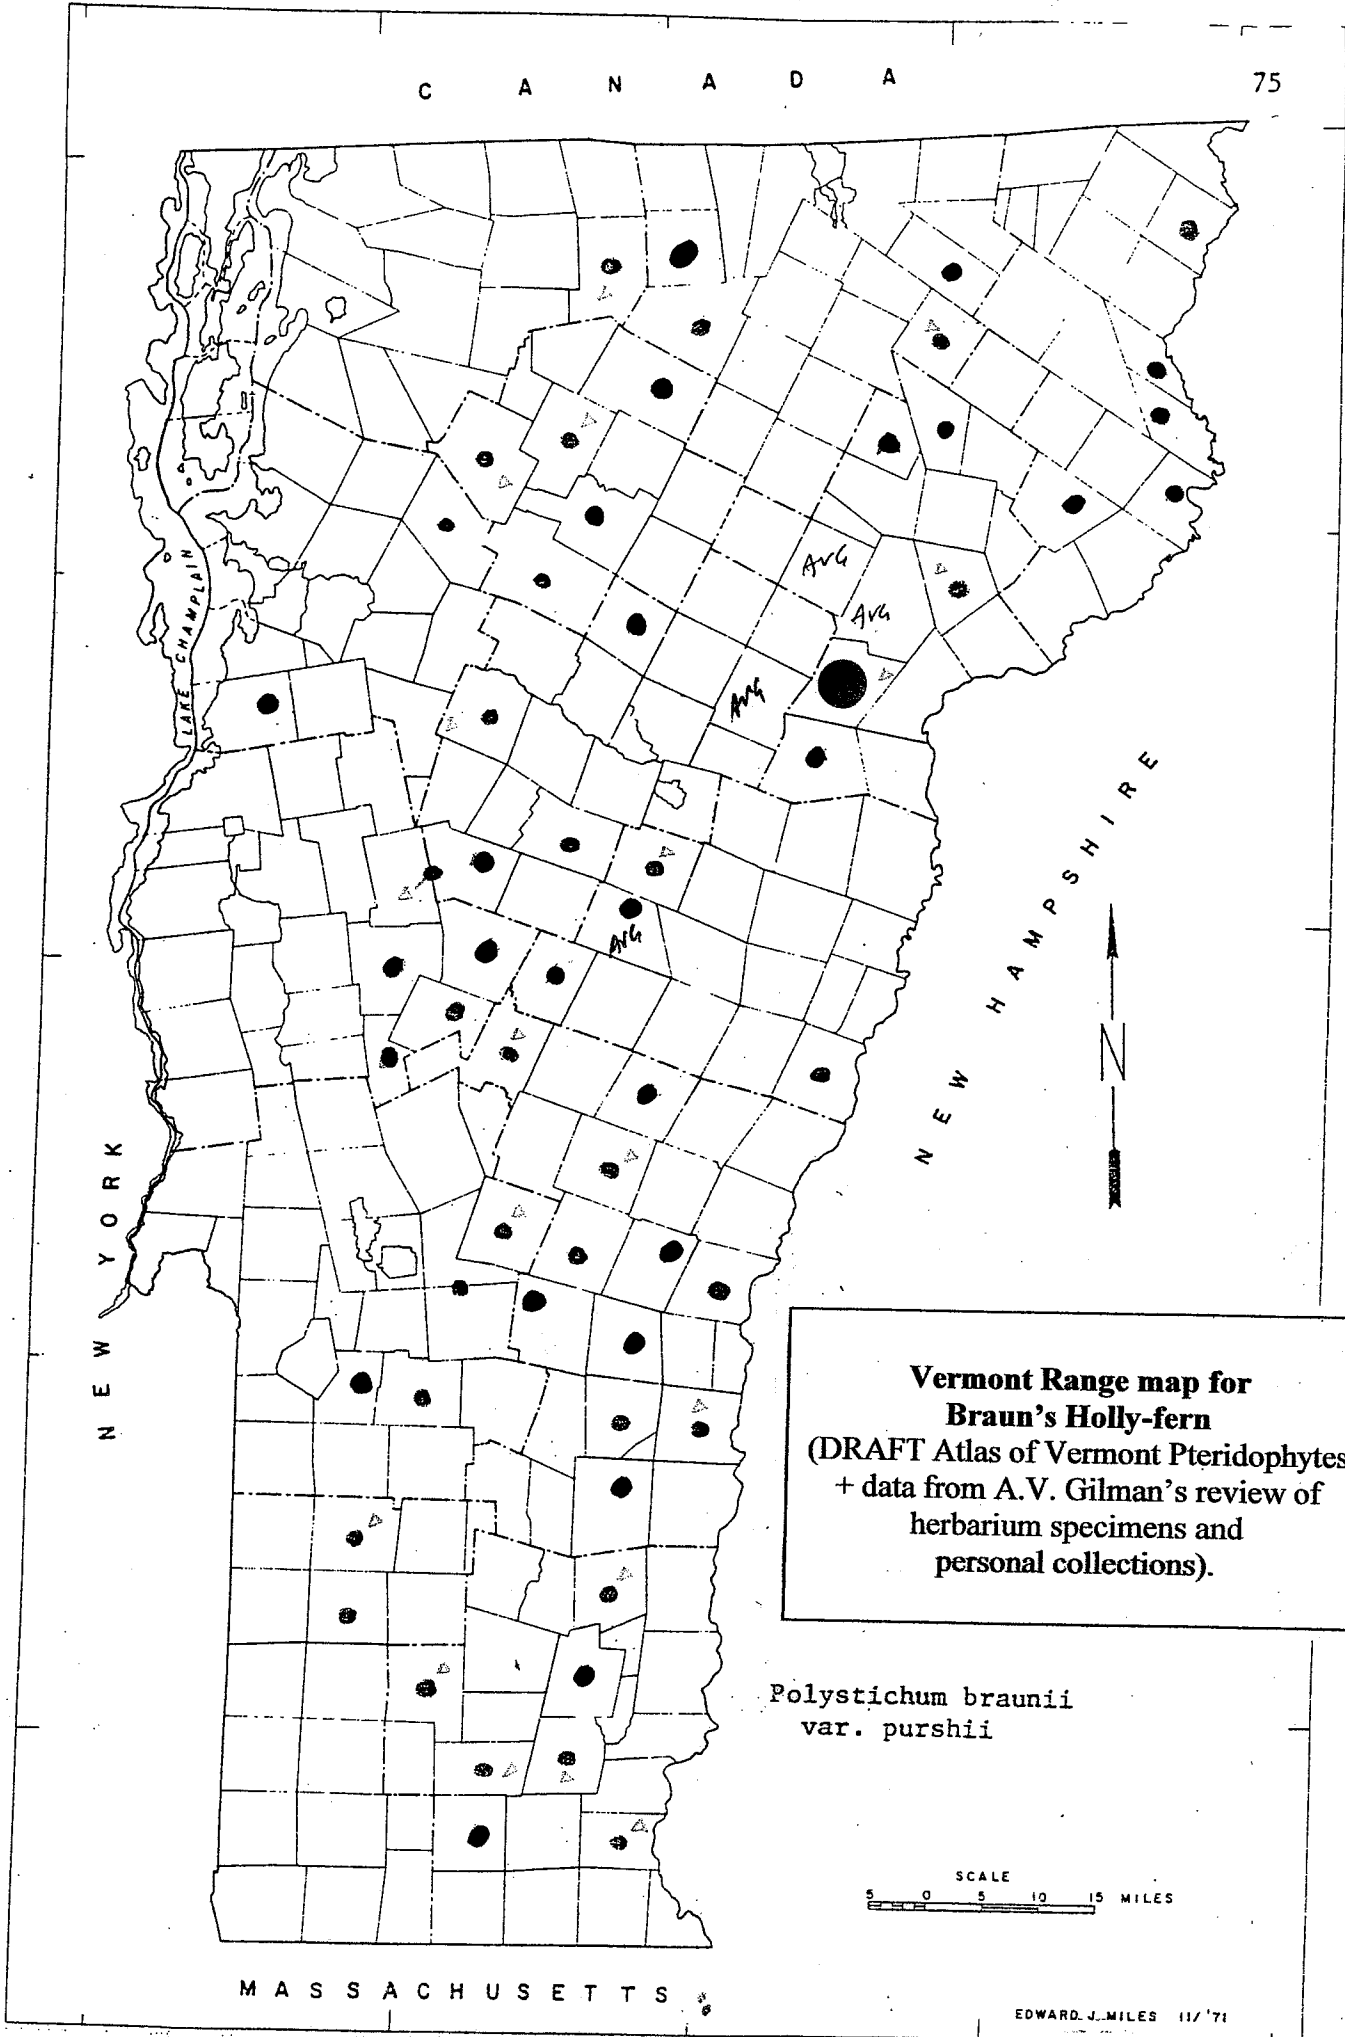 C A N A D A
75
LAKE CHAMPLAIN
AVG
AVG
AVG
AVG
NEW HAMPSHIRE
N
NEW YORK
Vermont Range map for
Braun's Holly-fern
(DRAFT Atlas of Vermont Pteridophytes
+ data from A.V. Gilman's review of
herbarium specimens and
personal collections).
Polystichum braunii
var. purshii
SCALE
5 0 5 10 15 MILES
MASSACHUSETTS
EDWARD J. MILES 11/'71